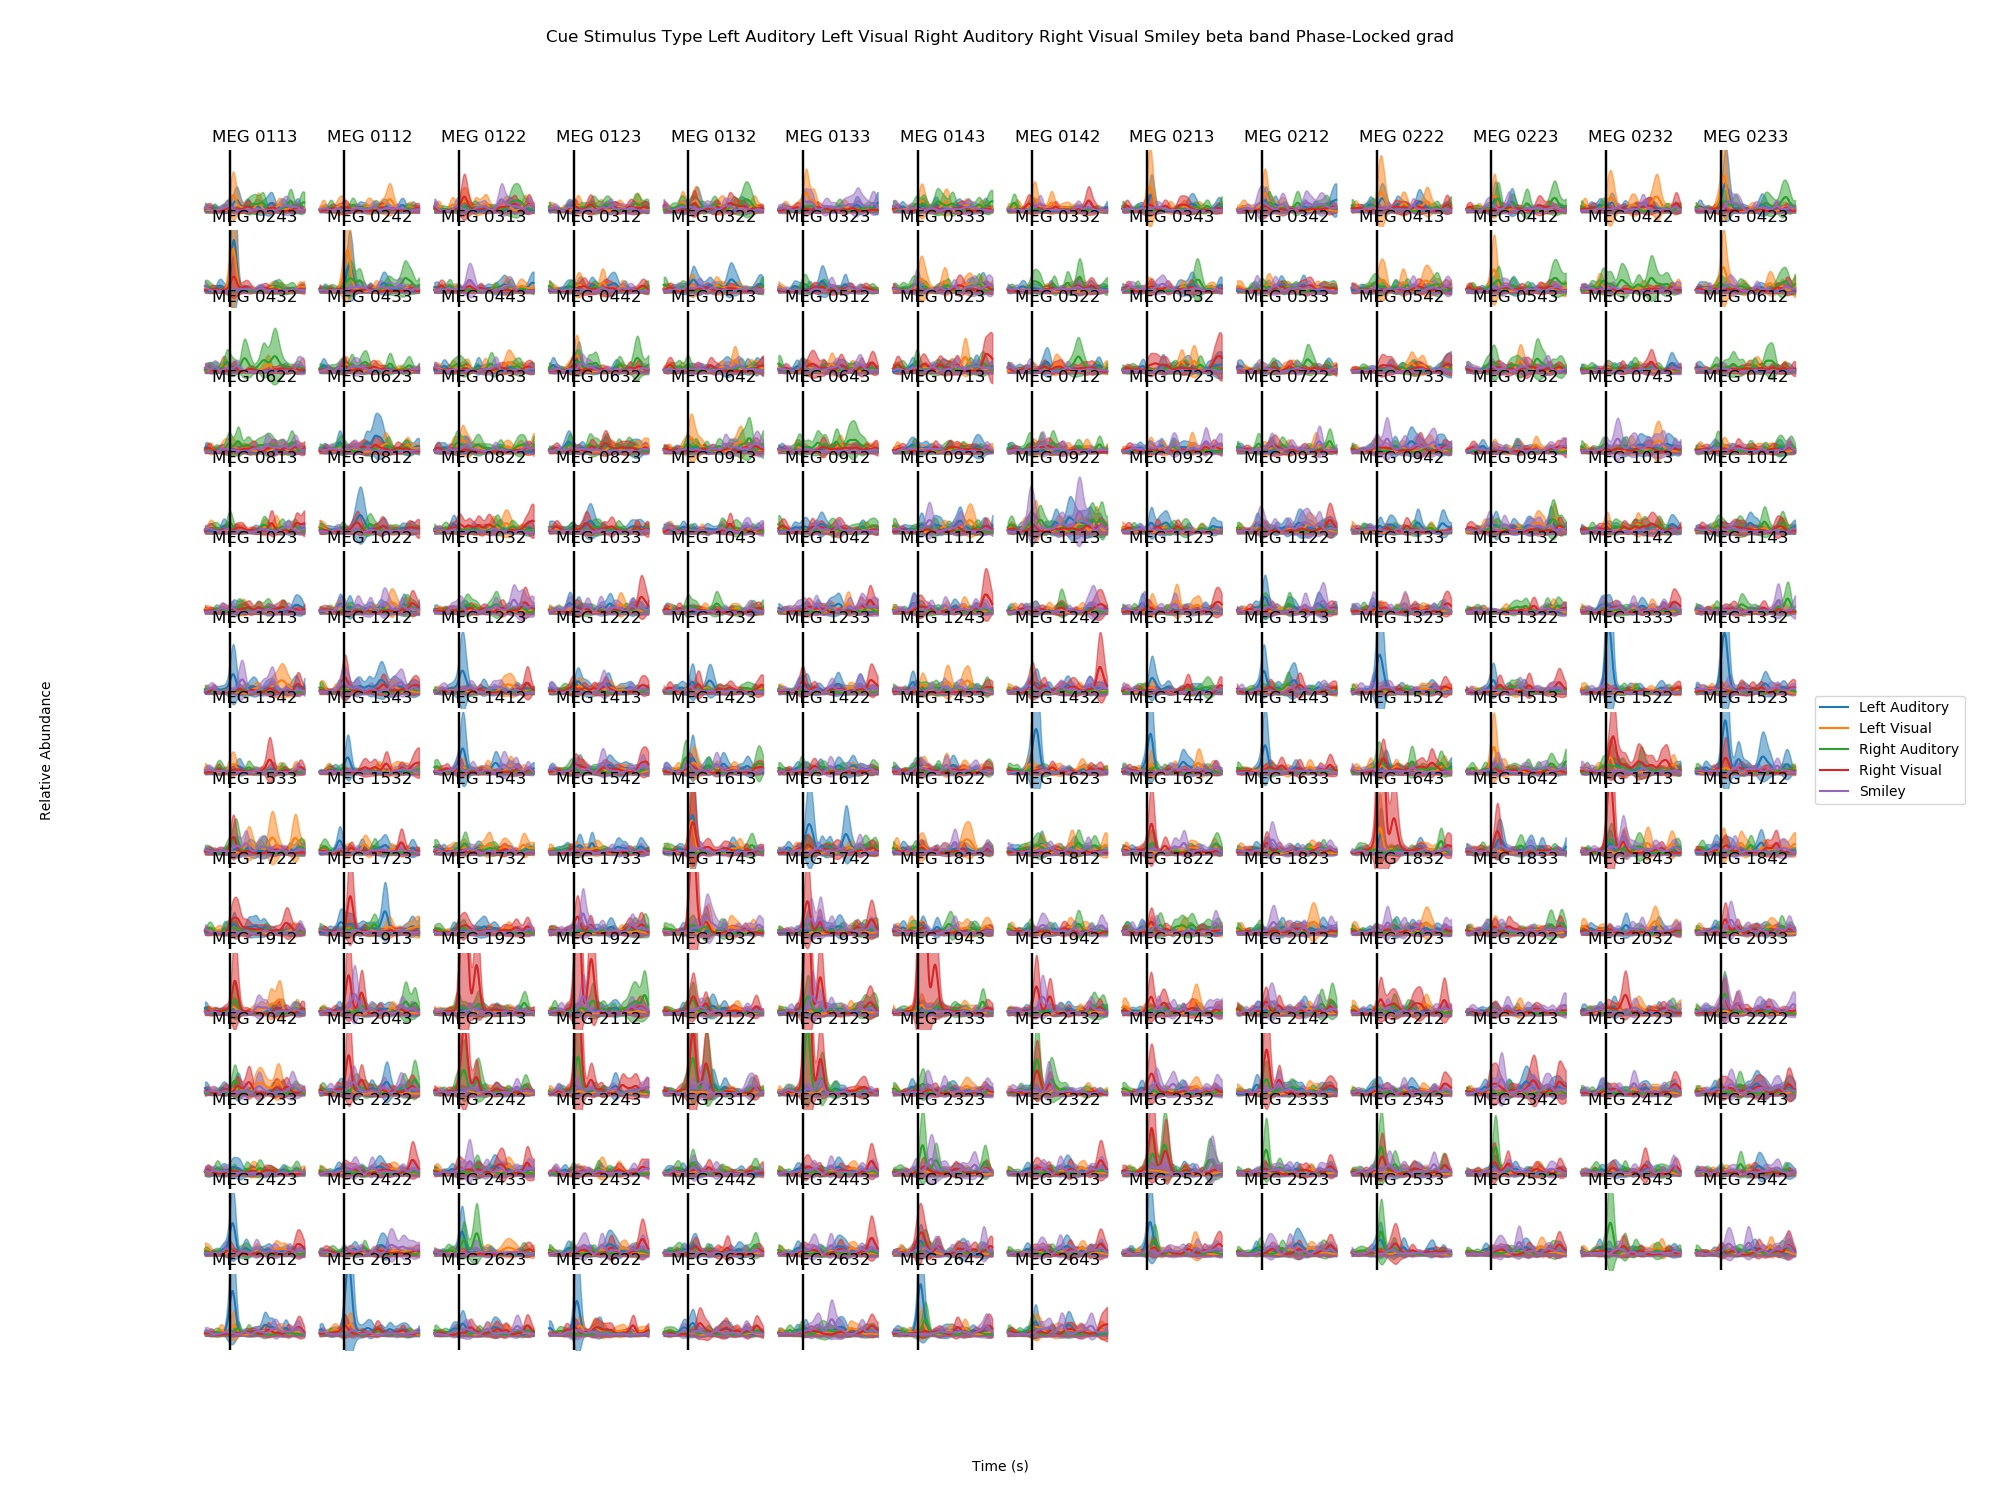 Cue Stimulus Type Left Auditory Left Visual Right Auditory Right Visual Smiley beta band Phase-Locked grad
MEG 0113 MEG 0112 MEG 0122 MEG 0123 MEG 0132 MEG 0133 MEG 0143 MEG 0142 MEG 0213 MEG 0212 MEG 0222 MEG 0223 MEG 0232 MEG 0233
MEG 0243 MEG 0242 MEG 0313 MEG 0312 MEG 0322 MEG 0323 MEG 0333 MEG 0332 MEG 0343 MEG 0342 MEG 0413 MEG 0412 MEG 0422 MEG 0423
MEG 0432 MEG 0433 MEG 0443 MEG 0442 MEG 0513 MEG 0512 MEG 0523 MEG 0522 MEG 0532 MEG 0533 MEG 0542 MEG 0543 MEG 0613 MEG 0612
MEG 0622 MEG 0623 MEG 0633 MEG 0632 MEG 0642 MEG 0643 MEG 0713 MEG 0712 MEG 0723 MEG 0722 MEG 0733 MEG 0732 MEG 0743 MEG 0742
MEG 0813 MEG 0812 MEG 0822 MEG 0823 MEG 0913 MEG 0912 MEG 0923 MEG 0922 MEG 0932 MEG 0933 MEG 0942 MEG 0943 MEG 1013 MEG 1012
MEG 1023 MEG 1022 MEG 1032 MEG 1033 MEG 1043 MEG 1042 MEG 1112 MEG 1113 MEG 1123 MEG 1122 MEG 1133 MEG 1132 MEG 1142 MEG 1143
MEG 1213 MEG 1212 MEG 1223 MEG 1222 MEG 1232 MEG 1233 MEG 1243 MEG 1242 MEG 1312 MEG 1313 MEG 1323 MEG 1322 MEG 1333 MEG 1332
MEG 1342 MEG 1343 MEG 1412 MEG 1413 MEG 1423 MEG 1422 MEG 1433 MEG 1432 MEG 1442 MEG 1443 MEG 1512 MEG 1513 MEG 1522 MEG 1523
MEG 1533 MEG 1532 MEG 1543 MEG 1542 MEG 1613 MEG 1612 MEG 1622 MEG 1623 MEG 1632 MEG 1633 MEG 1643 MEG 1642 MEG 1713 MEG 1712
MEG 1722 MEG 1723 MEG 1732 MEG 1733 MEG 1743 MEG 1742 MEG 1813 MEG 1812 MEG 1822 MEG 1823 MEG 1832 MEG 1833 MEG 1843 MEG 1842
MEG 1912 MEG 1913 MEG 1923 MEG 1922 MEG 1932 MEG 1933 MEG 1943 MEG 1942 MEG 2013 MEG 2012 MEG 2023 MEG 2022 MEG 2032 MEG 2033
MEG 2042 MEG 2043 MEG 2113 MEG 2112 MEG 2122 MEG 2123 MEG 2133 MEG 2132 MEG 2143 MEG 2142 MEG 2212 MEG 2213 MEG 2223 MEG 2222
MEG 2233 MEG 2232 MEG 2242 MEG 2243 MEG 2312 MEG 2313 MEG 2323 MEG 2322 MEG 2332 MEG 2333 MEG 2343 MEG 2342 MEG 2412 MEG 2413
MEG 2423 MEG 2422 MEG 2433 MEG 2432 MEG 2442 MEG 2443 MEG 2512 MEG 2513 MEG 2522 MEG 2523 MEG 2533 MEG 2532 MEG 2543 MEG 2542
MEG 2612 MEG 2613 MEG 2623 MEG 2622 MEG 2633 MEG 2632 MEG 2642 MEG 2643
Relative Abundance
Left Auditory
Left Visual
Right Auditory
Right Visual
Smiley
Time (s)